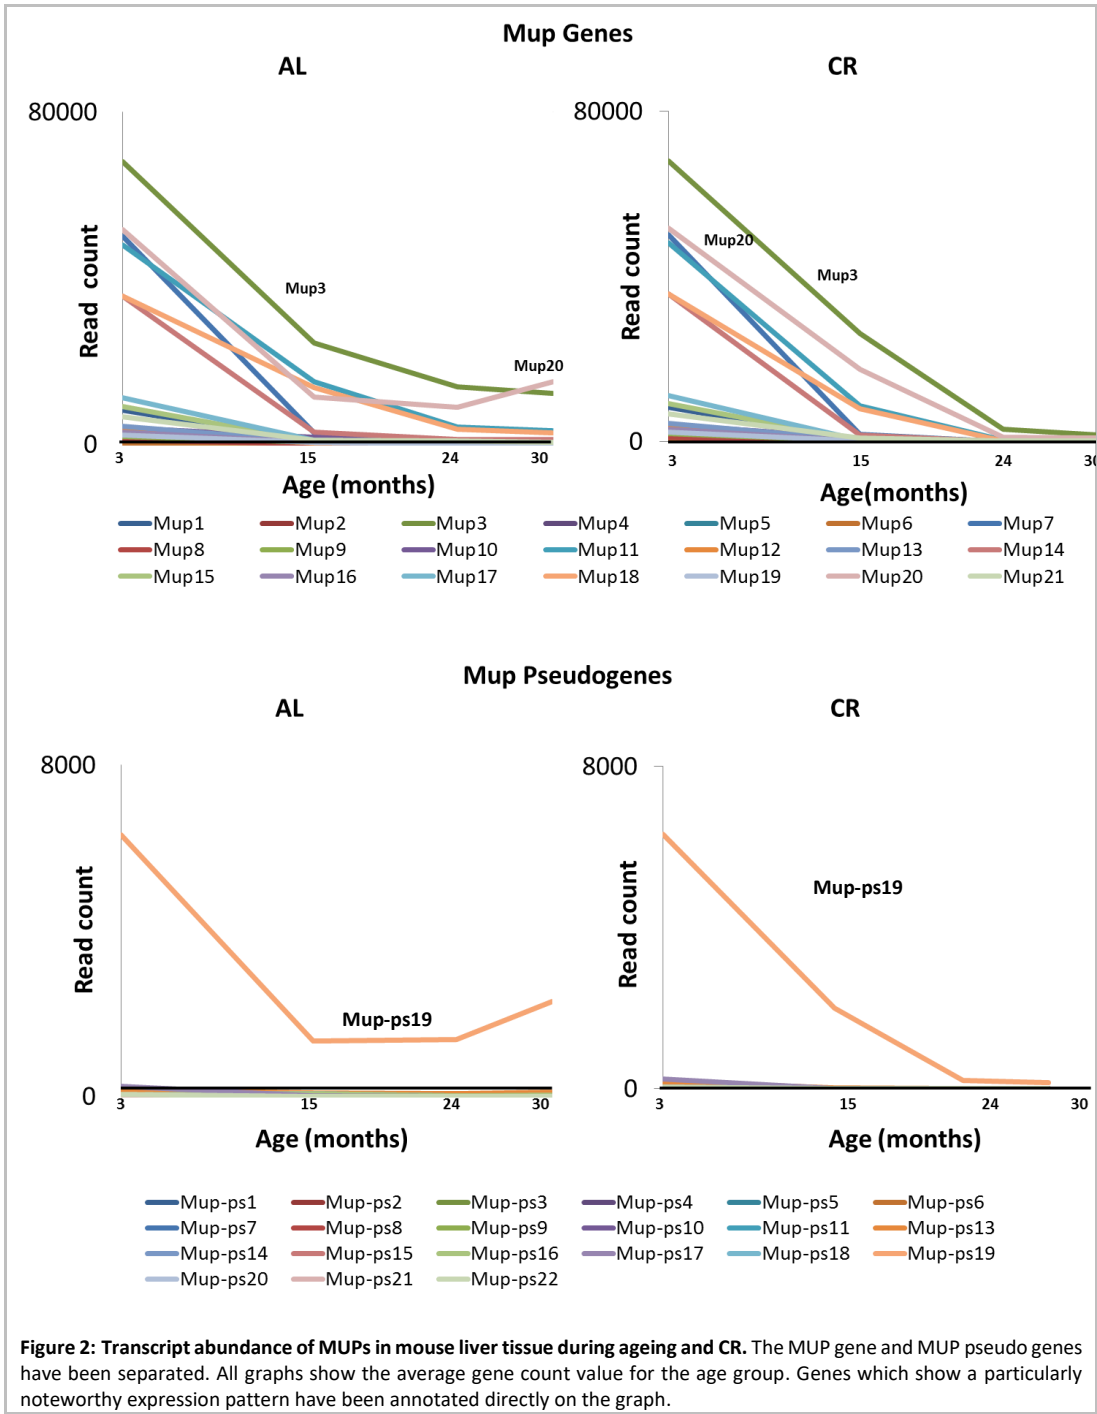 Mup Genes
AL
CR
80000
Read count
Mup3
Mup20
0
3 15 24 30
Age (months)
80000
Read count
Mup20
Mup3
0
3 15 24 30
Age(months)
Mup1 Mup2 Mup3 Mup4 Mup5 Mup6 Mup7
Mup8 Mup9 Mup10 Mup11 Mup12 Mup13 Mup14
Mup15 Mup16 Mup17 Mup18 Mup19 Mup20 Mup21
Mup Pseudogenes
AL
CR
8000
Read count
Mup-ps19
0
3 15 24 30
Age (months)
8000
Read count
Mup-ps19
0
3 15 24 30
Age (months)
Mup-ps1 Mup-ps2 Mup-ps3 Mup-ps4 Mup-ps5 Mup-ps6
Mup-ps7 Mup-ps8 Mup-ps9 Mup-ps10 Mup-ps11 Mup-ps13
Mup-ps14 Mup-ps15 Mup-ps16 Mup-ps17 Mup-ps18 Mup-ps19
Mup-ps20 Mup-ps21 Mup-ps22
Figure 2: Transcript abundance of MUPs in mouse liver tissue during ageing and CR. The MUP gene and MUP pseudo genes
have been separated. All graphs show the average gene count value for the age group. Genes which show a particularly
noteworthy expression pattern have been annotated directly on the graph.